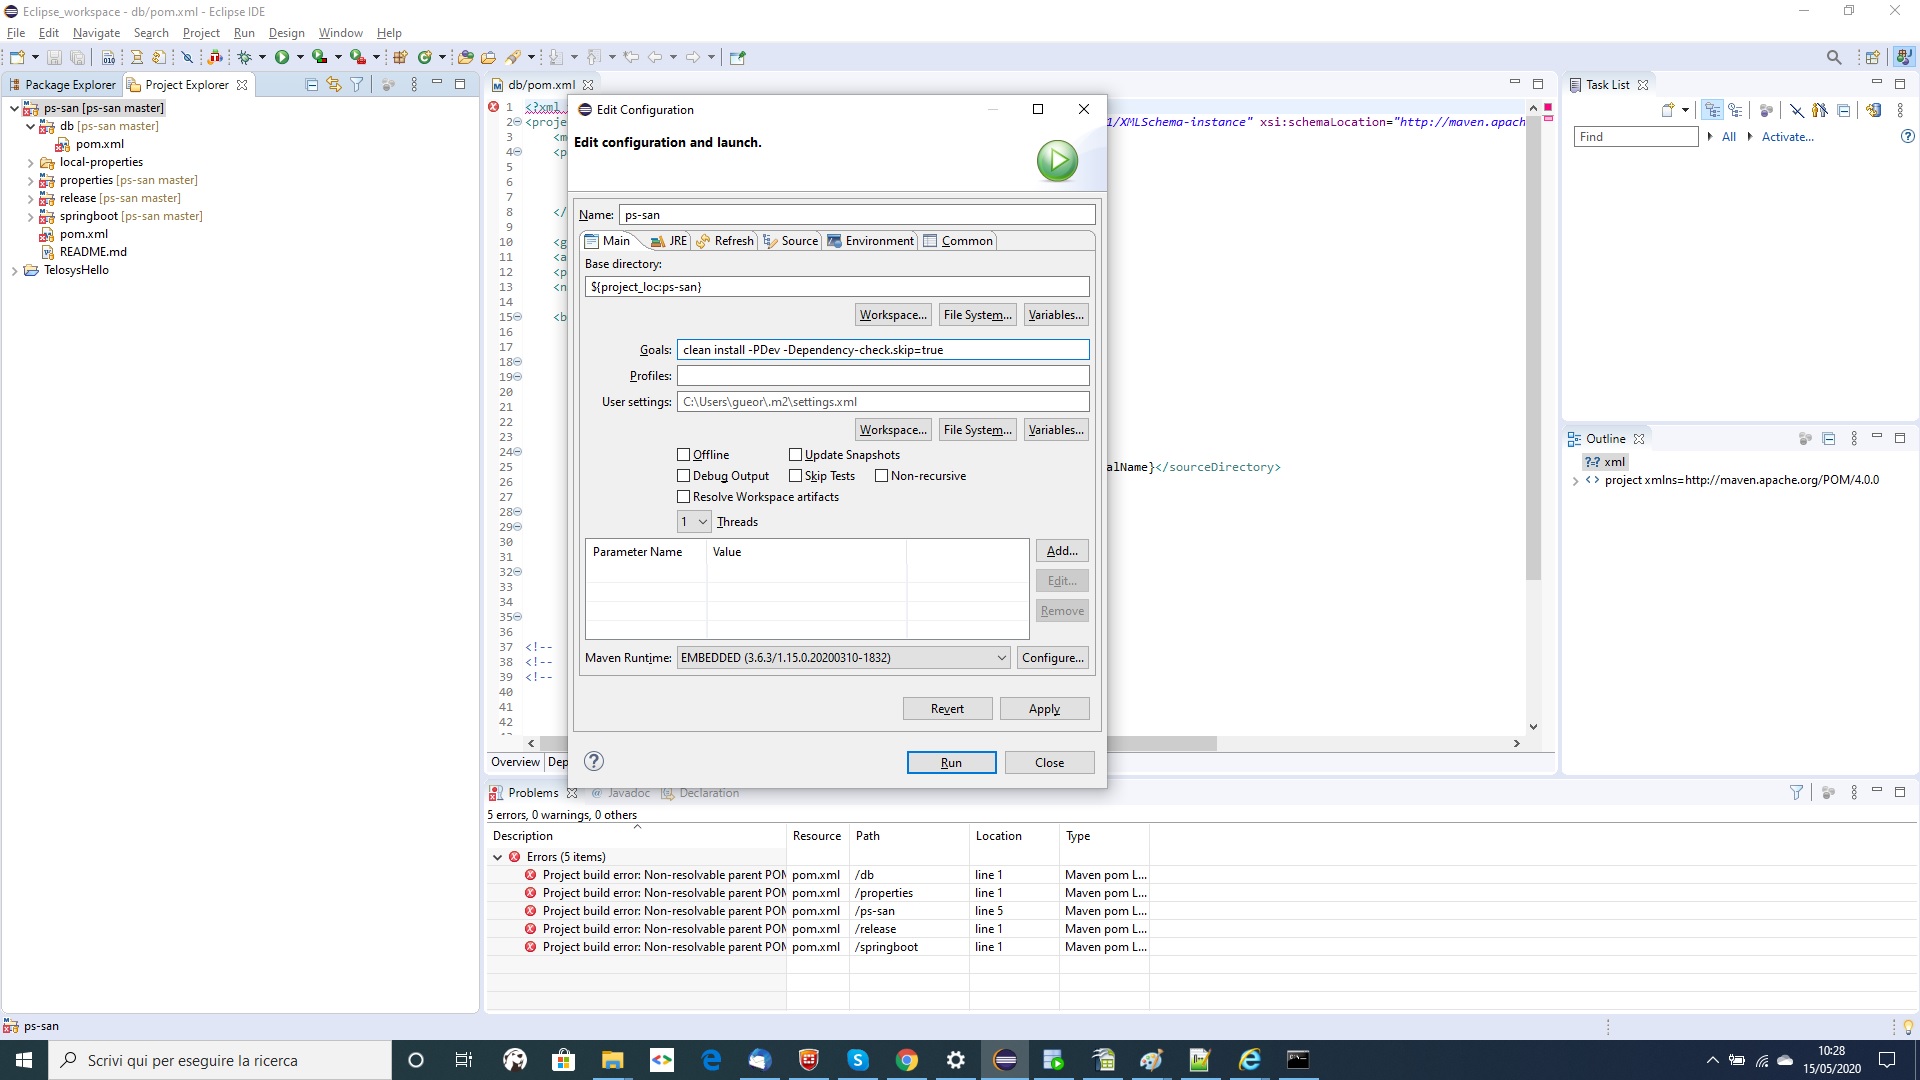 Eclipse_workspace - db/pom.xml - Eclipse IDE
File Edit Navigate Search Project Run Design Window Help
Package Explorer Project Explorer
ps-san [ps-san master]
db [ps-san master]
pom.xml
local-properties
properties [ps-san master]
release [ps-san master]
springboot [ps-san master]
pom.xml
README.md
TelosysHello
db/pom.xml
1 <?xml
2 <proje 1/XMLSchema-instance" xsi:schemaLocation="http://maven.apach
3 <m
4 <p
5
6
7
8 </
9
10 <g
11 <a
12 <p
13 <n
14
15 <b
16
17
18
19
20
21
22
23
24
25 alName}</sourceDirectory>
26
27
28
29
30
31
32
33
34
35
36
37 <!--
38 <!--
39 <!--
40
41
42
Overview Dep
Edit Configuration
Edit configuration and launch.
Name: ps-san
Main JRE Refresh Source Environment Common
Base directory:
${project_loc:ps-san}
Workspace... File System... Variables...
Goals: clean install -PDev -Dependency-check.skip=true
Profiles:
User settings: C:\Users\gueor\.m2\settings.xml
Workspace... File System... Variables...
Offline Update Snapshots
Debug Output Skip Tests Non-recursive
Resolve Workspace artifacts
1 Threads
Parameter Name Value
Add...
Edit...
Remove
Maven Runtime: EMBEDDED (3.6.3/1.15.0.20200310-1832) Configure...
Revert Apply
Run Close
Task List
Find All Activate...
Outline
xml
project xmlns=http://maven.apache.org/POM/4.0.0
Problems Javadoc Declaration
5 errors, 0 warnings, 0 others
Description Resource Path Location Type
Errors (5 items)
Project build error: Non-resolvable parent POM pom.xml /db line 1 Maven pom L...
Project build error: Non-resolvable parent POM pom.xml /properties line 1 Maven pom L...
Project build error: Non-resolvable parent POM pom.xml /ps-san line 5 Maven pom L...
Project build error: Non-resolvable parent POM pom.xml /release line 1 Maven pom L...
Project build error: Non-resolvable parent POM pom.xml /springboot line 1 Maven pom L...
ps-san
Scrivi qui per eseguire la ricerca
10:28
15/05/2020